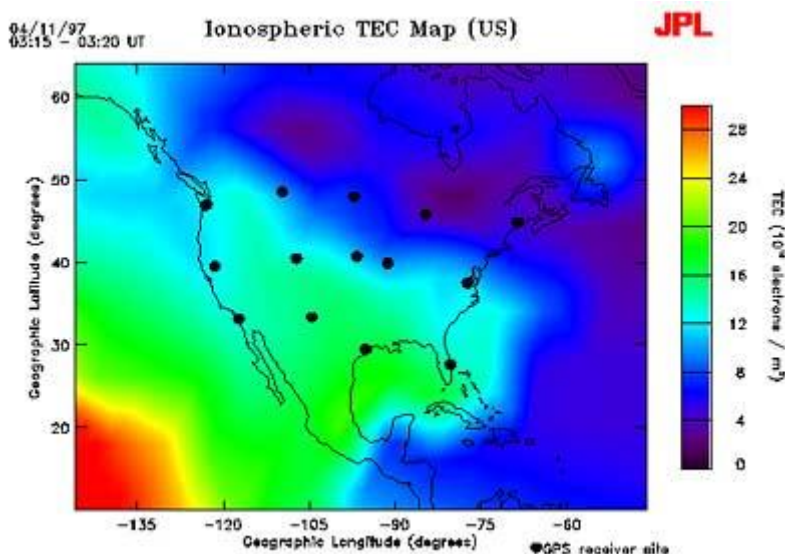 04/11/97
03:15 - 03:20 UT
Ionospheric TEC Map (US)
JPL
60
50
40
30
20
Geographic Latitude (degrees)
-135
-120
-105
-90
-75
-60
Geographic Longitude (degrees)
GPS receiver site
28
24
20
16
12
8
4
0
TEC (10 electrons / m